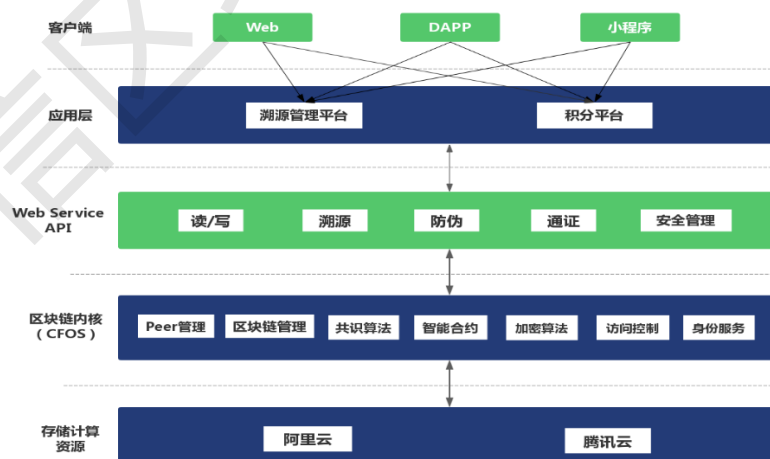 客户端
Web
DAPP
小程序
应用层
溯源管理平台
积分平台
Web Service
API
读/写
溯源
防伪
通证
安全管理
区块链内核
（CFOS）
Peer管理
区块链管理
共识算法
智能合约
加密算法
访问控制
身份服务
存储计算
资源
阿里云
腾讯云
信区